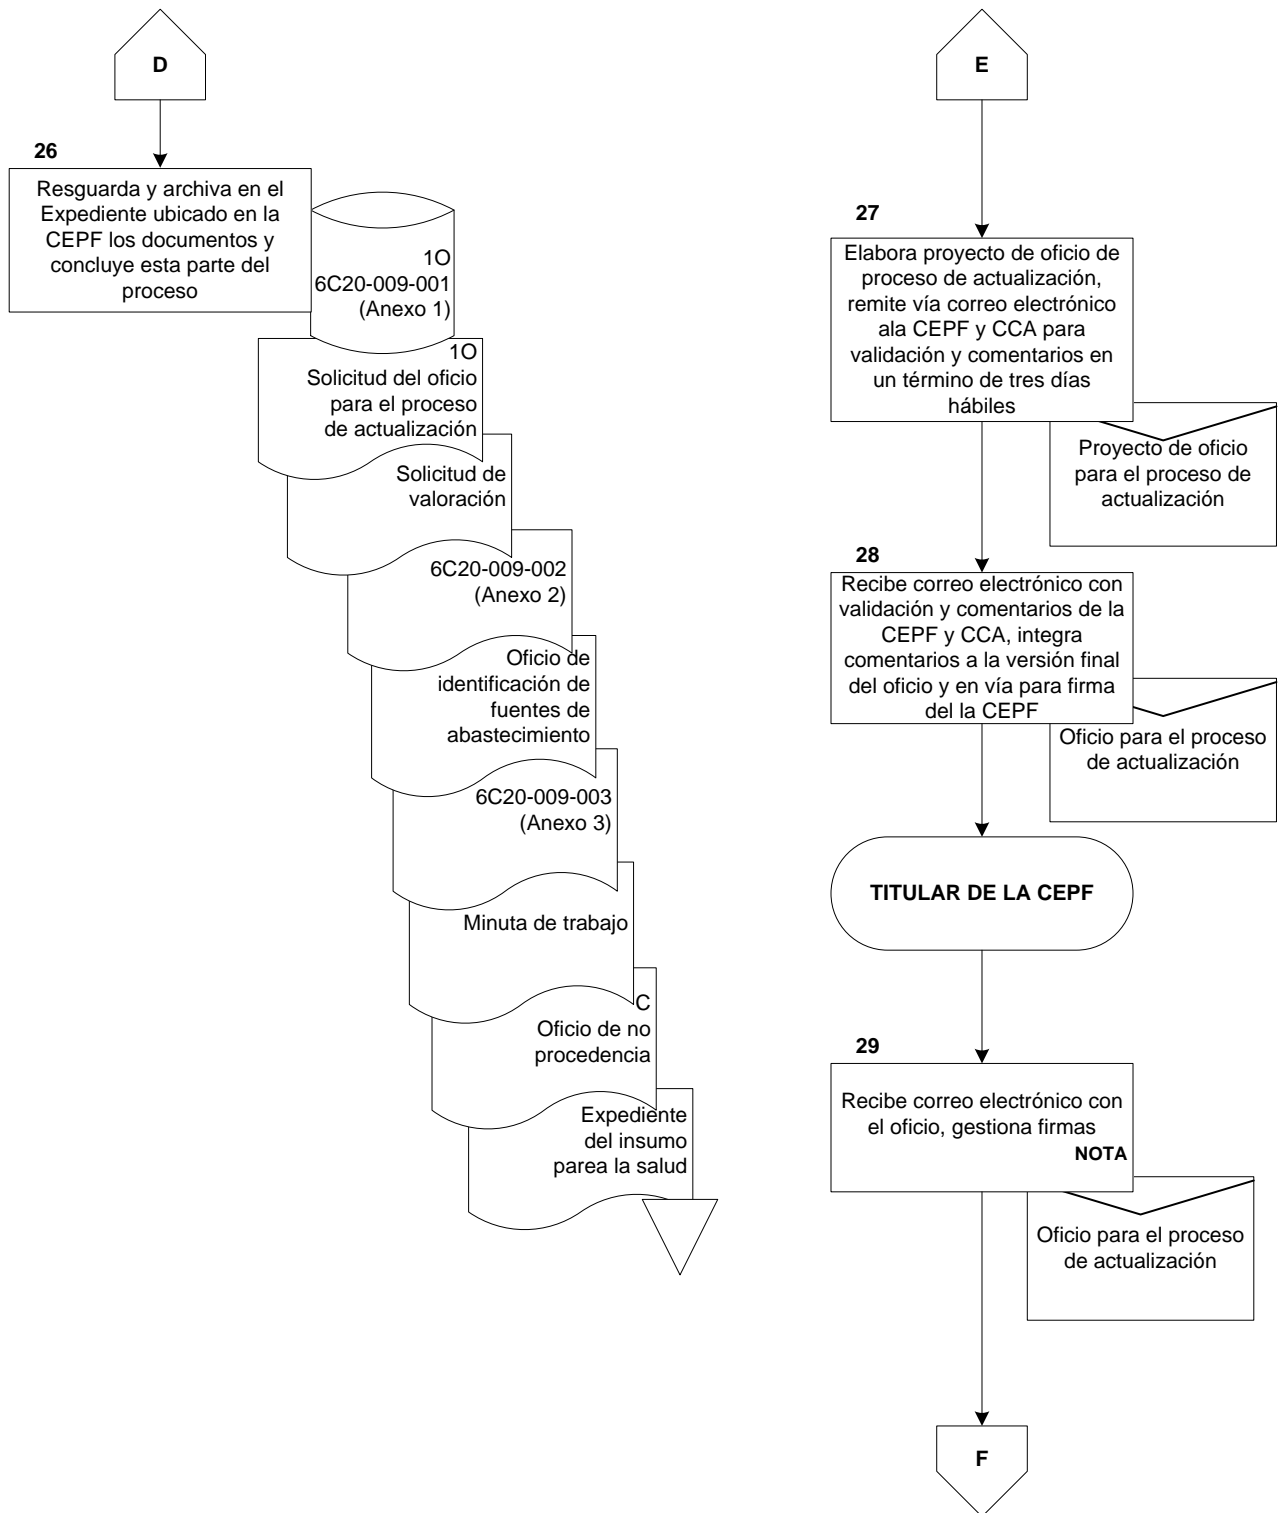 D
26
Resguarda y archiva en el
Expediente ubicado en la
CEPF los documentos y
concluye esta parte del
proceso
1O
6C20-009-001
(Anexo 1)
1O
Solicitud del oficio
para el proceso
de actualización
Solicitud de
valoración
6C20-009-002
(Anexo 2)
Oficio de
identificación de
fuentes de
abastecimiento
6C20-009-003
(Anexo 3)
Minuta de trabajo
C
Oficio de no
procedencia
Expediente
del insumo
parea la salud
E
27
Elabora proyecto de oficio de
proceso de actualización,
remite vía correo electrónico
ala CEPF y CCA para
validación y comentarios en
un término de tres días
hábiles
Proyecto de oficio
para el proceso de
actualización
28
Recibe correo electrónico con
validación y comentarios de la
CEPF y CCA, integra
comentarios a la versión final
del oficio y en vía para firma
del la CEPF
Oficio para el proceso
de actualización
TITULAR DE LA CEPF
29
Recibe correo electrónico con
el oficio, gestiona firmas
NOTA
Oficio para el proceso
de actualización
F